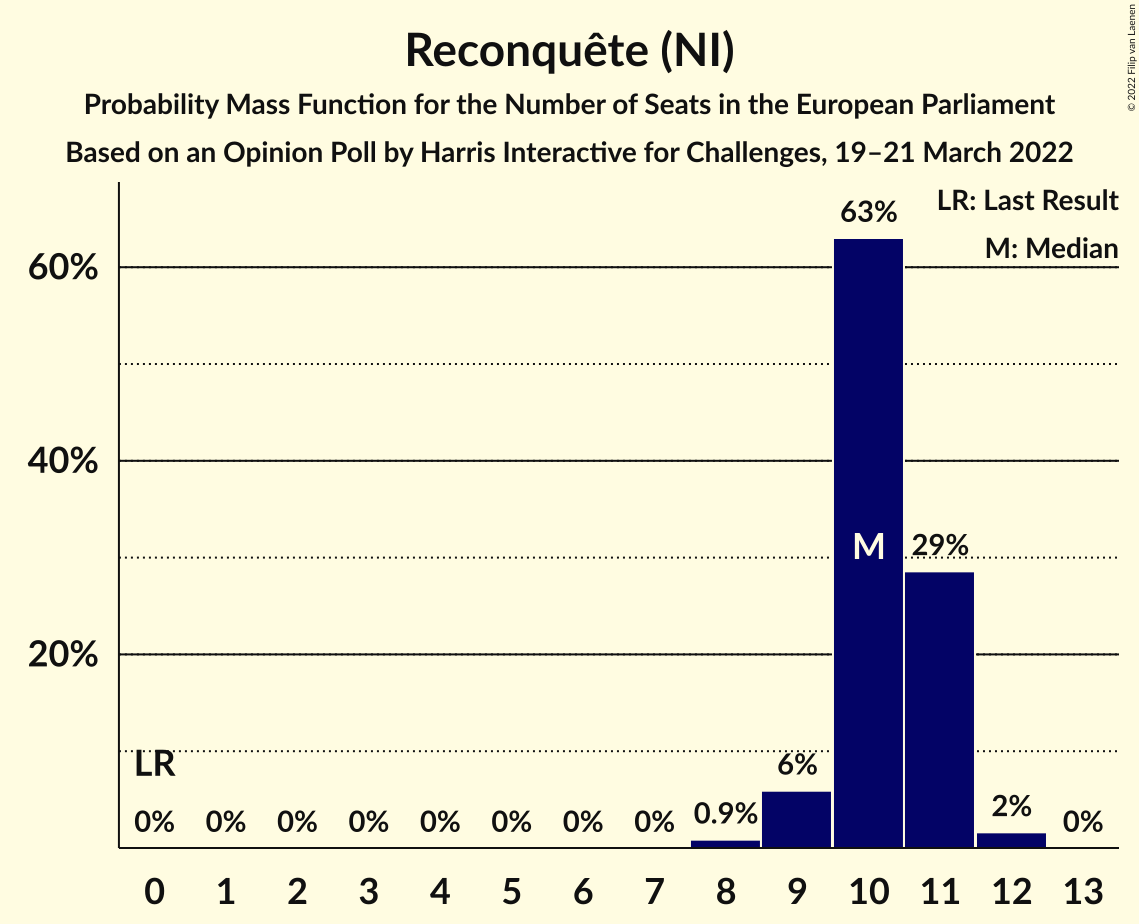 Reconquête (NI)
Probability Mass Function for the Number of Seats in the European Parliament
Based on an Opinion Poll by Harris Interactive for Challenges, 19–21 March 2022
© 2022 Filip van Laenen
LR: Last Result
M: Median
63%
60%
40%
M
29%
20%
LR
6%
0% 0% 0% 0% 0% 0% 0% 0% 0.9% 2% 0%
0 1 2 3 4 5 6 7 8 9 10 11 12 13